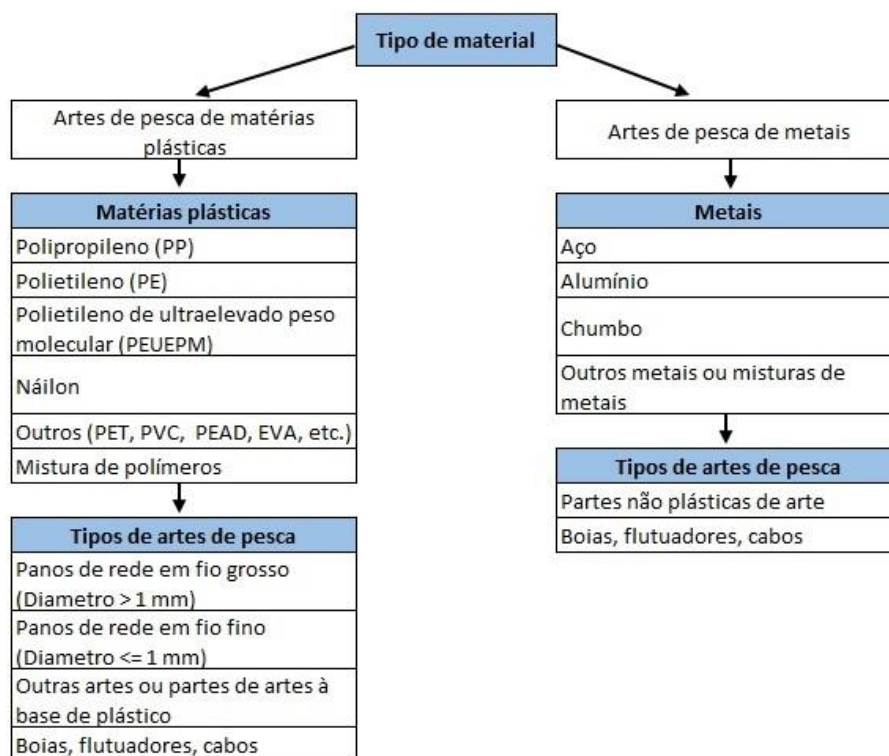 Tipo de material
Artes de pesca de matérias
plásticas
Matérias plásticas
Polipropileno (PP)
Polietileno (PE)
Polietileno de ultraelevado peso
molecular (PEUEPM)
Náilon
Outros (PET, PVC,  PEAD, EVA, etc.)
Mistura de polímeros
Tipos de artes de pesca
Panos de rede em fio grosso
(Diametro > 1 mm)
Panos de rede em fio fino
(Diametro <= 1 mm)
Outras artes ou partes de artes à
base de plástico
Boias, flutuadores, cabos
Artes de pesca de metais
Metais
Aço
Alumínio
Chumbo
Outros metais ou misturas de
metais
Tipos de artes de pesca
Partes não plásticas de arte
Boias, flutuadores, cabos